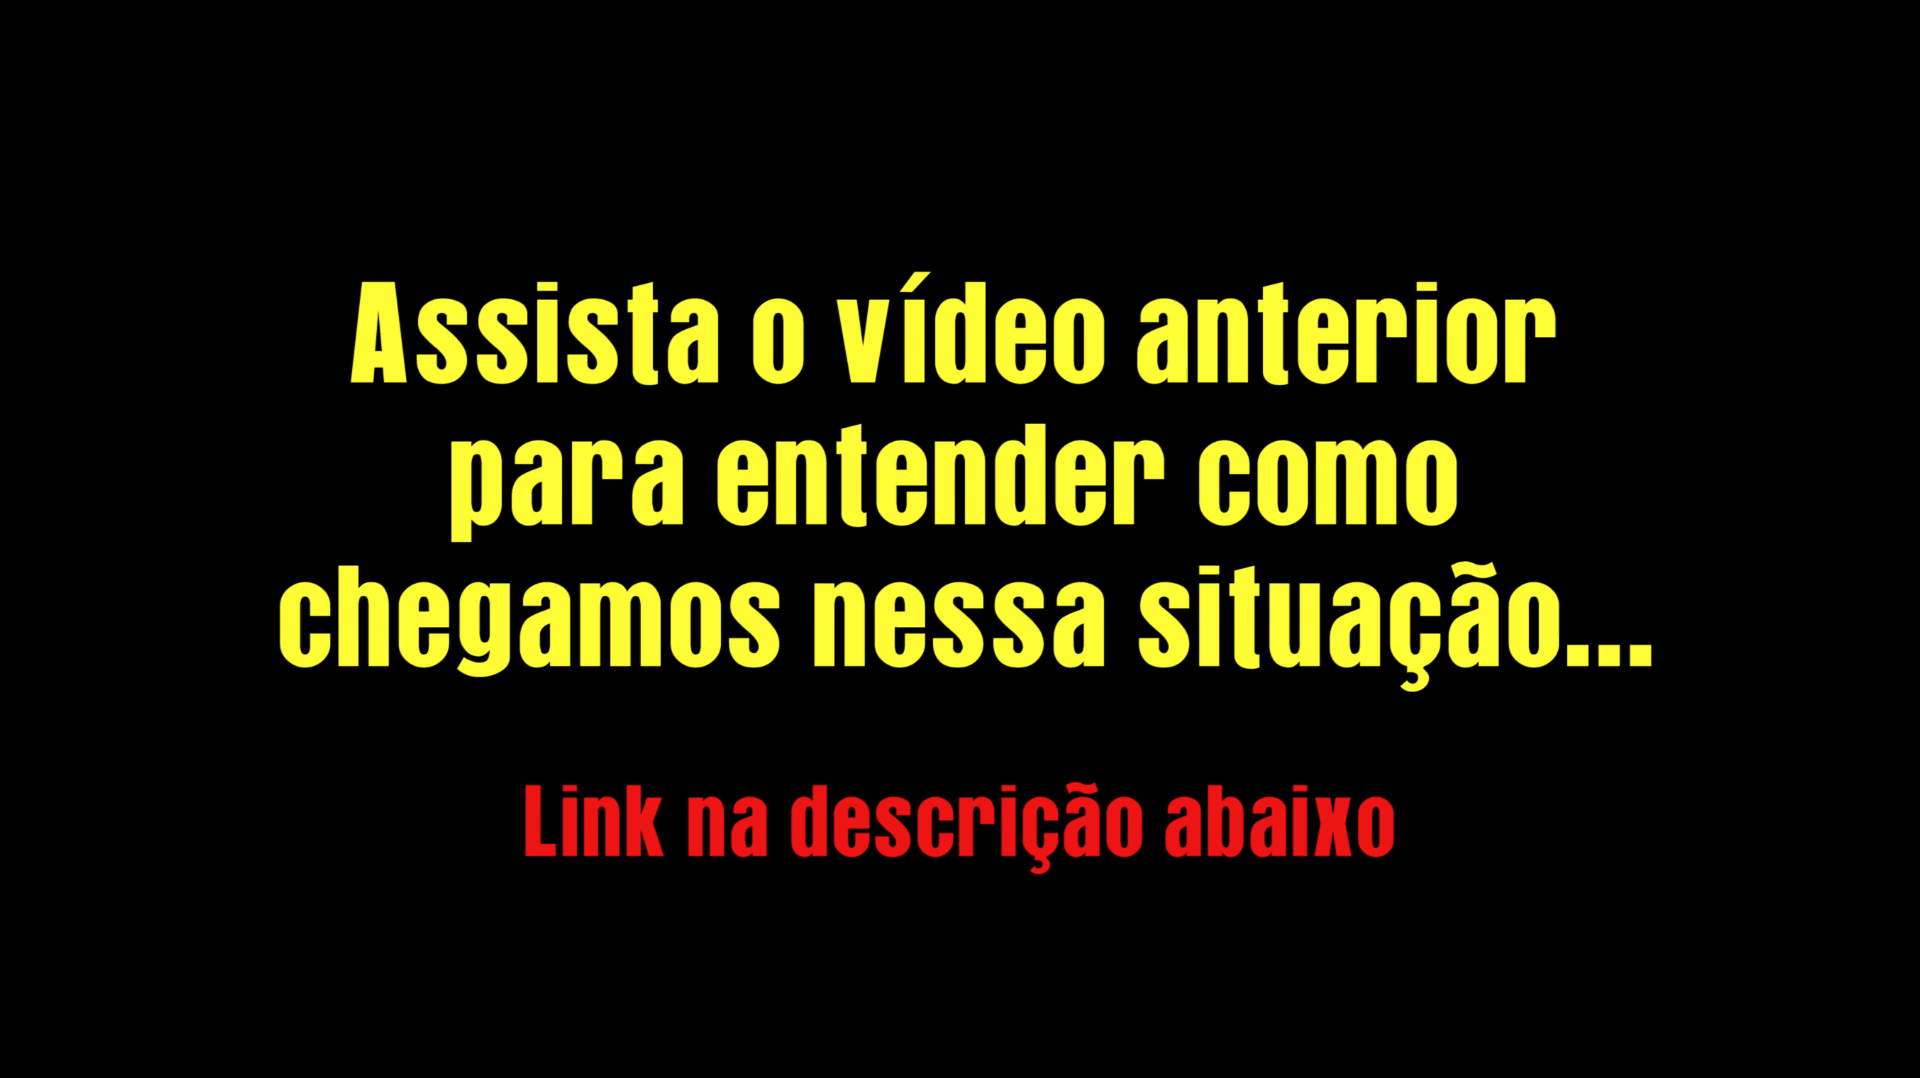 Assista o vídeo anterior
para entender como
chegamos nessa situação...
Link na descrição abaixo